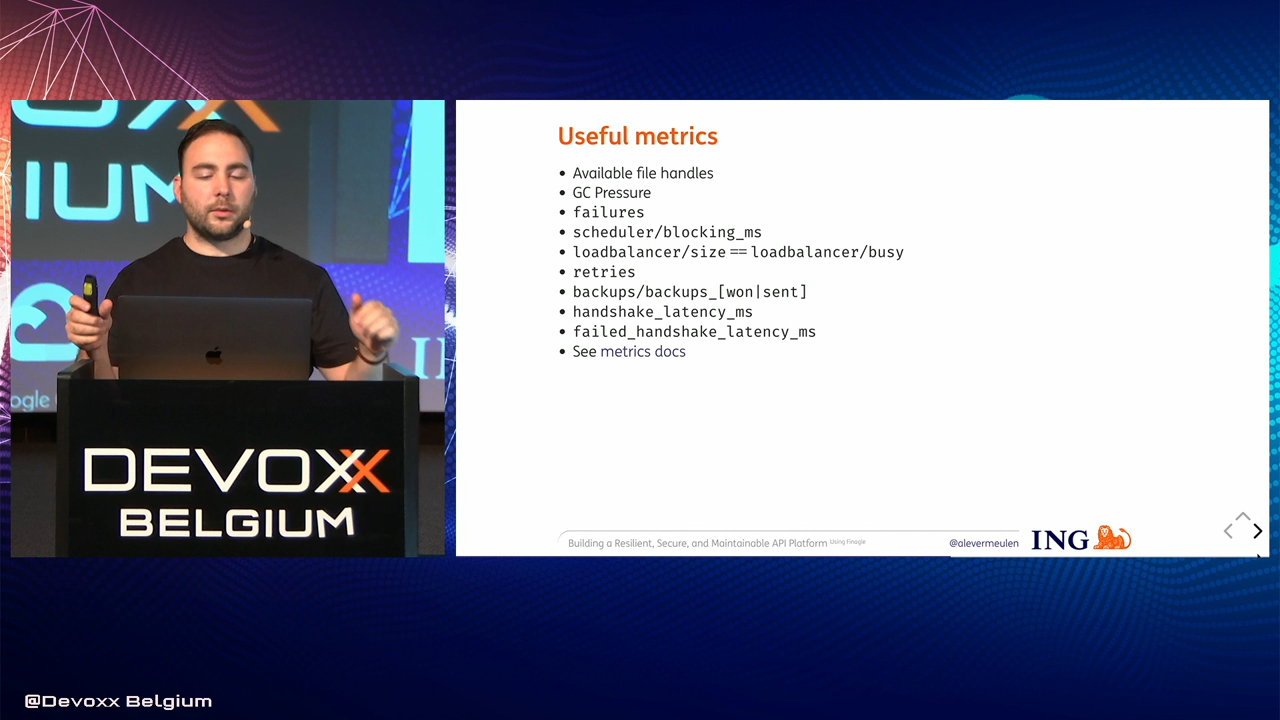 IUM
ogle
DEVOXX
BELGIUM
Useful metrics
• Available file handles
• GC Pressure
• failures
• scheduler/blocking_ms
• loadbalancer/size == loadbalancer/busy
• retries
• backups/backups_[won|sent]
• handshake_latency_ms
• failed_handshake_latency_ms
• See metrics docs
Building a Resilient, Secure, and Maintainable API Platform Using Finagle
@alevermeulen
ING
@Devoxx Belgium